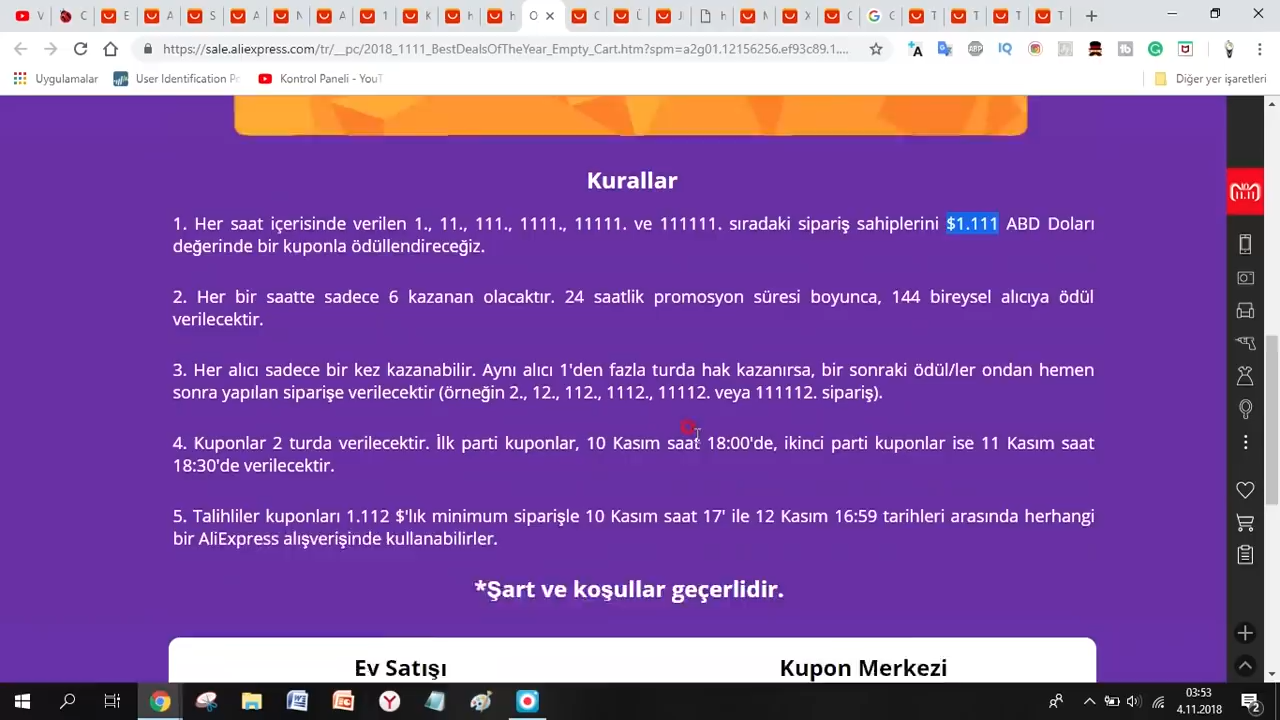 C
E
A
S
A
N
A
1
K
h
h
O
C
Ü
J
h
M
X
C
G
T
T
T
T
https://sale.aliexpress.com/tr/__pc/2018_1111_BestDealsOfTheYear_Empty_Cart.htm?spm=a2g01.12156256.ef93c89.1....
Uygulamalar
User Identification Pr
Kontrol Paneli - YouT
Diğer yer işaretleri
Kurallar
1. Her saat içerisinde verilen 1., 11., 111., 1111., 11111. ve 111111. sıradaki sipariş sahiplerini $1.111 ABD Doları
değerinde bir kuponla ödüllendireceğiz.
2. Her bir saatte sadece 6 kazanan olacaktır. 24 saatlik promosyon süresi boyunca, 144 bireysel alıcıya ödül
verilecektir.
3. Her alıcı sadece bir kez kazanabilir. Aynı alıcı 1'den fazla turda hak kazanırsa, bir sonraki ödül/ler ondan hemen
sonra yapılan siparişe verilecektir (örneğin 2., 12., 112., 1112., 11112. veya 111112. sipariş).
4. Kuponlar 2 turda verilecektir. İlk parti kuponlar, 10 Kasım saat 18:00'de, ikinci parti kuponlar ise 11 Kasım saat
18:30'de verilecektir.
5. Talihliler kuponları 1.112 $'lık minimum siparişle 10 Kasım saat 17' ile 12 Kasım 16:59 tarihleri arasında herhangi
bir AliExpress alışverişinde kullanabilirler.
*Şart ve koşullar geçerlidir.
Ev Satışı
Kupon Merkezi
03:53
4.11.2018
2